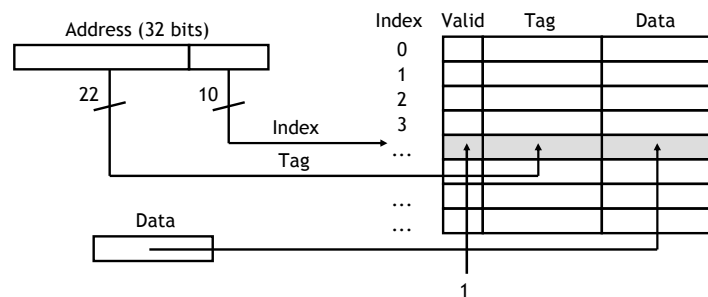 Address (32 bits)
Index Valid Tag Data
0
1
22 10 2
3
Index
...
Tag
...
Data ...
1